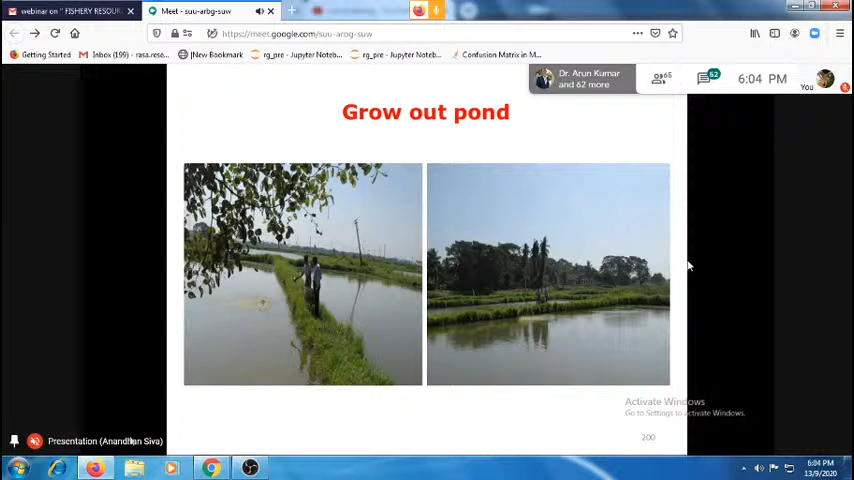 webinar on " FISHERY RESOUR
Meet - suu-arbg-suw
https://meet.google.com/suu-arog-suw
Getting Started
Inbox (199) - rasa.rese...
|New Bookmark
rg_pre - Jupyter Noteb...
rg_pre - Jupyter Noteb...
Confusion Matrix in M...
Dr. Arun Kumar
and 62 more
65
52
6:04 PM
You
Grow out pond
Activate Windows
Go to Settings to activate Windows.
200
Presentation (Anandhan Siva)
6:04 PM
13/9/2020